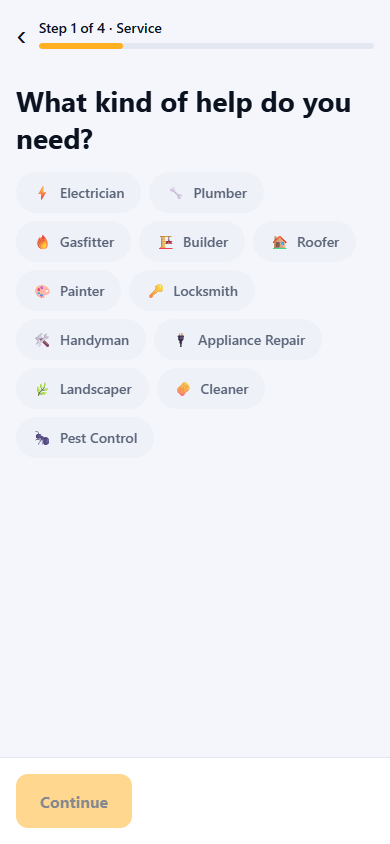 Step 1 of 4 · Service
What kind of help do you
need?
Electrician
Plumber
Gasfitter
Builder
Roofer
Painter
Locksmith
Handyman
Appliance Repair
Landscaper
Cleaner
Pest Control
Continue